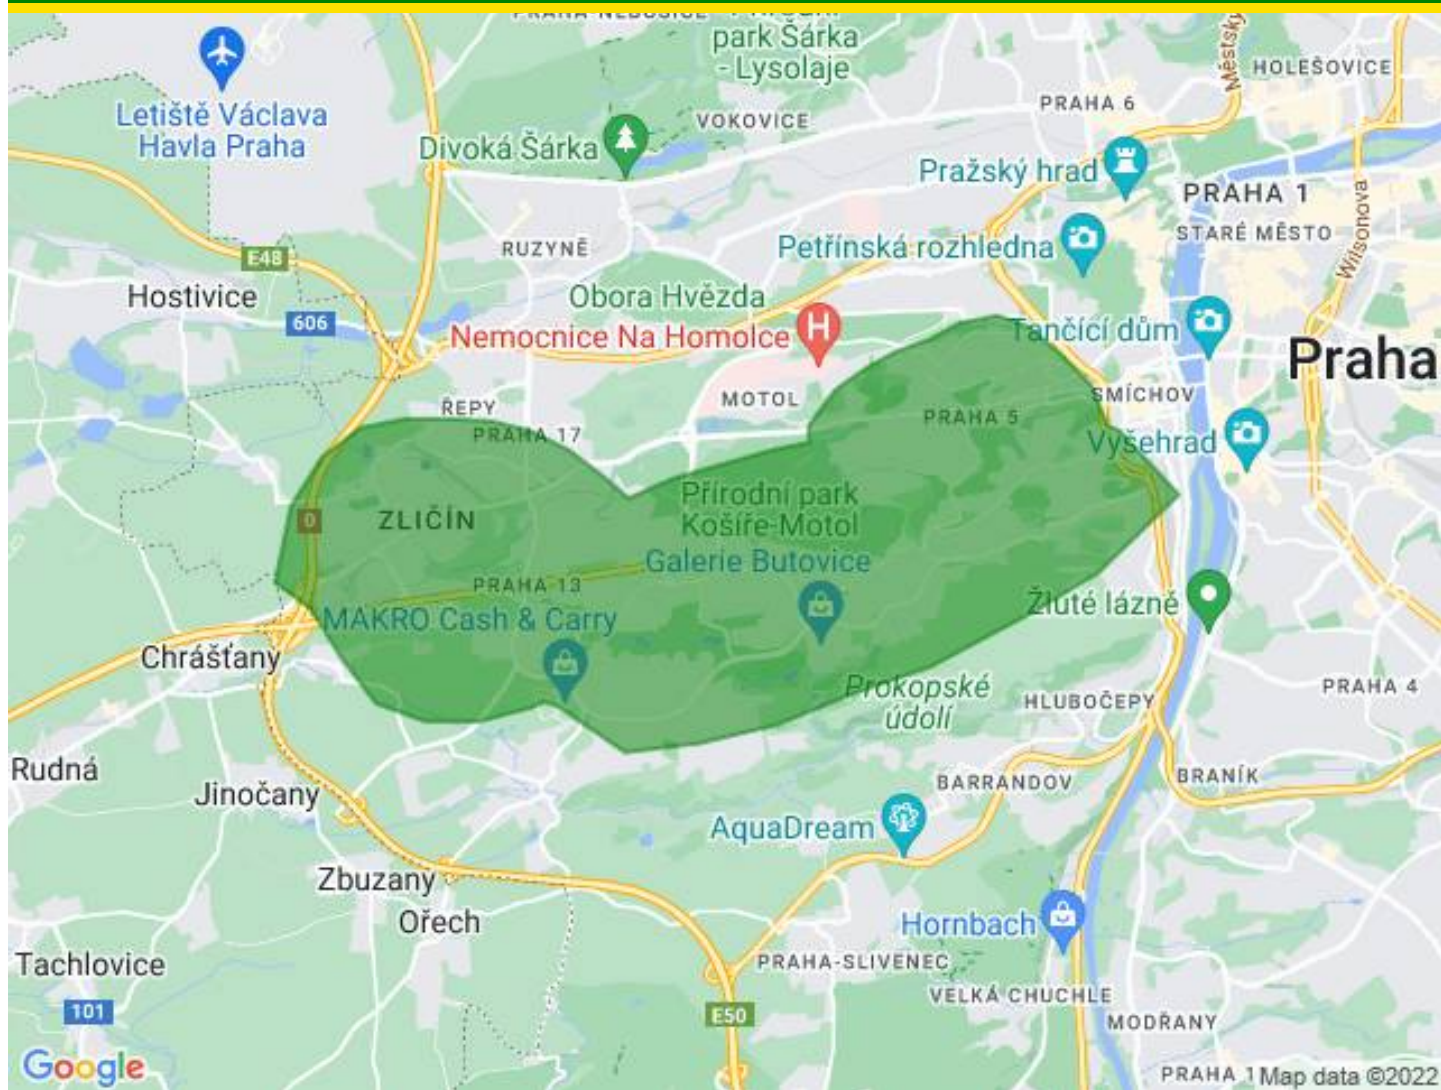 park Šárka
- Lysolaje
Městský
HOLEŠOVICE
PRAHA 6
Letiště Václava
Havla Praha
VOKOVICE
Divoká Šárka
Pražský hrad
PRAHA 1
STARÉ MĚSTO
Wilsonova
RUZYNĚ
Petřínská rozhledna
E48
Hostivice
606
Obora Hvězda
Nemocnice Na Homolce
Tančící dům
Praha
MOTOL
SMÍCHOV
ŘEPY
PRAHA 5
PRAHA 17
Vyšehrad
Přírodní park
Košíře-Motol
ZLIČÍN
0
Galerie Butovice
PRAHA 13
MAKRO Cash & Carry
Žluté lázně
Chrášťany
Prokopské
údolí
HLUBOČEPY
PRAHA 4
Rudná
Jinočany
BARRANDOV
BRANÍK
AquaDream
Zbuzany
Ořech
Hornbach
Tachlovice
PRAHA-SLIVENEC
VELKÁ CHUCHLE
101
E50
MODŘANY
Google
PRAHA 1
Map data ©2022